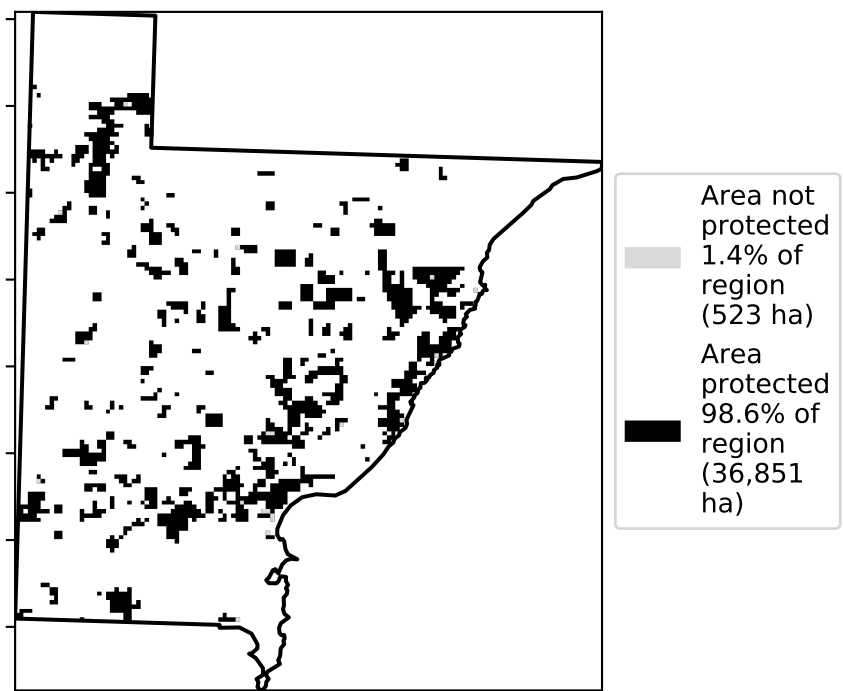 Area not
protected
1.4% of
region
(523 ha)
Area
protected
98.6% of
region
(36,851
ha)